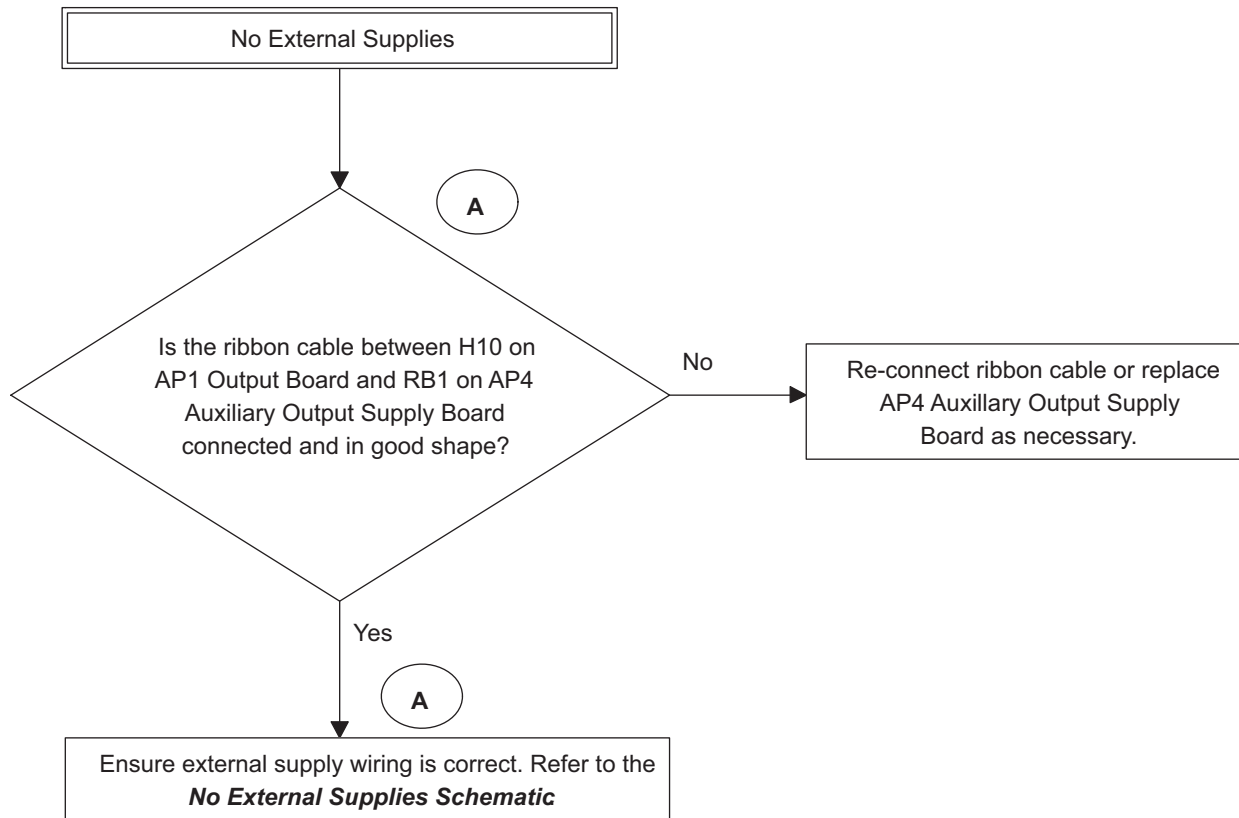 No External Supplies
A
Is the ribbon cable between H10 on
AP1 Output Board and RB1 on AP4
Auxiliary Output Supply Board
connected and in good shape?
No
Re-connect ribbon cable or replace
AP4 Auxillary Output Supply
Board as necessary.
Yes
A
Ensure external supply wiring is correct. Refer to the
No External Supplies Schematic.